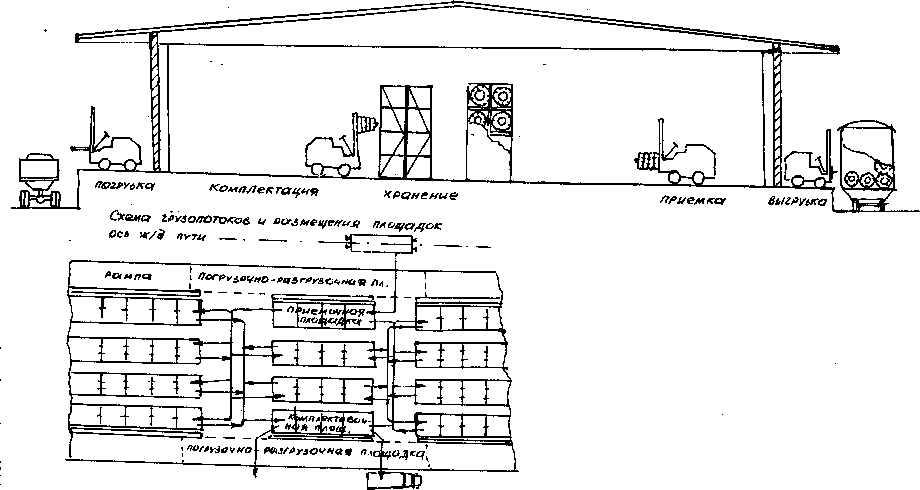 погрузка комплектация хранение приемка выгрузка
Схема грузопотоков и размещения площадок
ось ж/д пути
рампа погрузочно-разгрузочная пл.
приемочная
площадка
комплектовоч-
ная площ.
погрузочно разгрузочная площадка